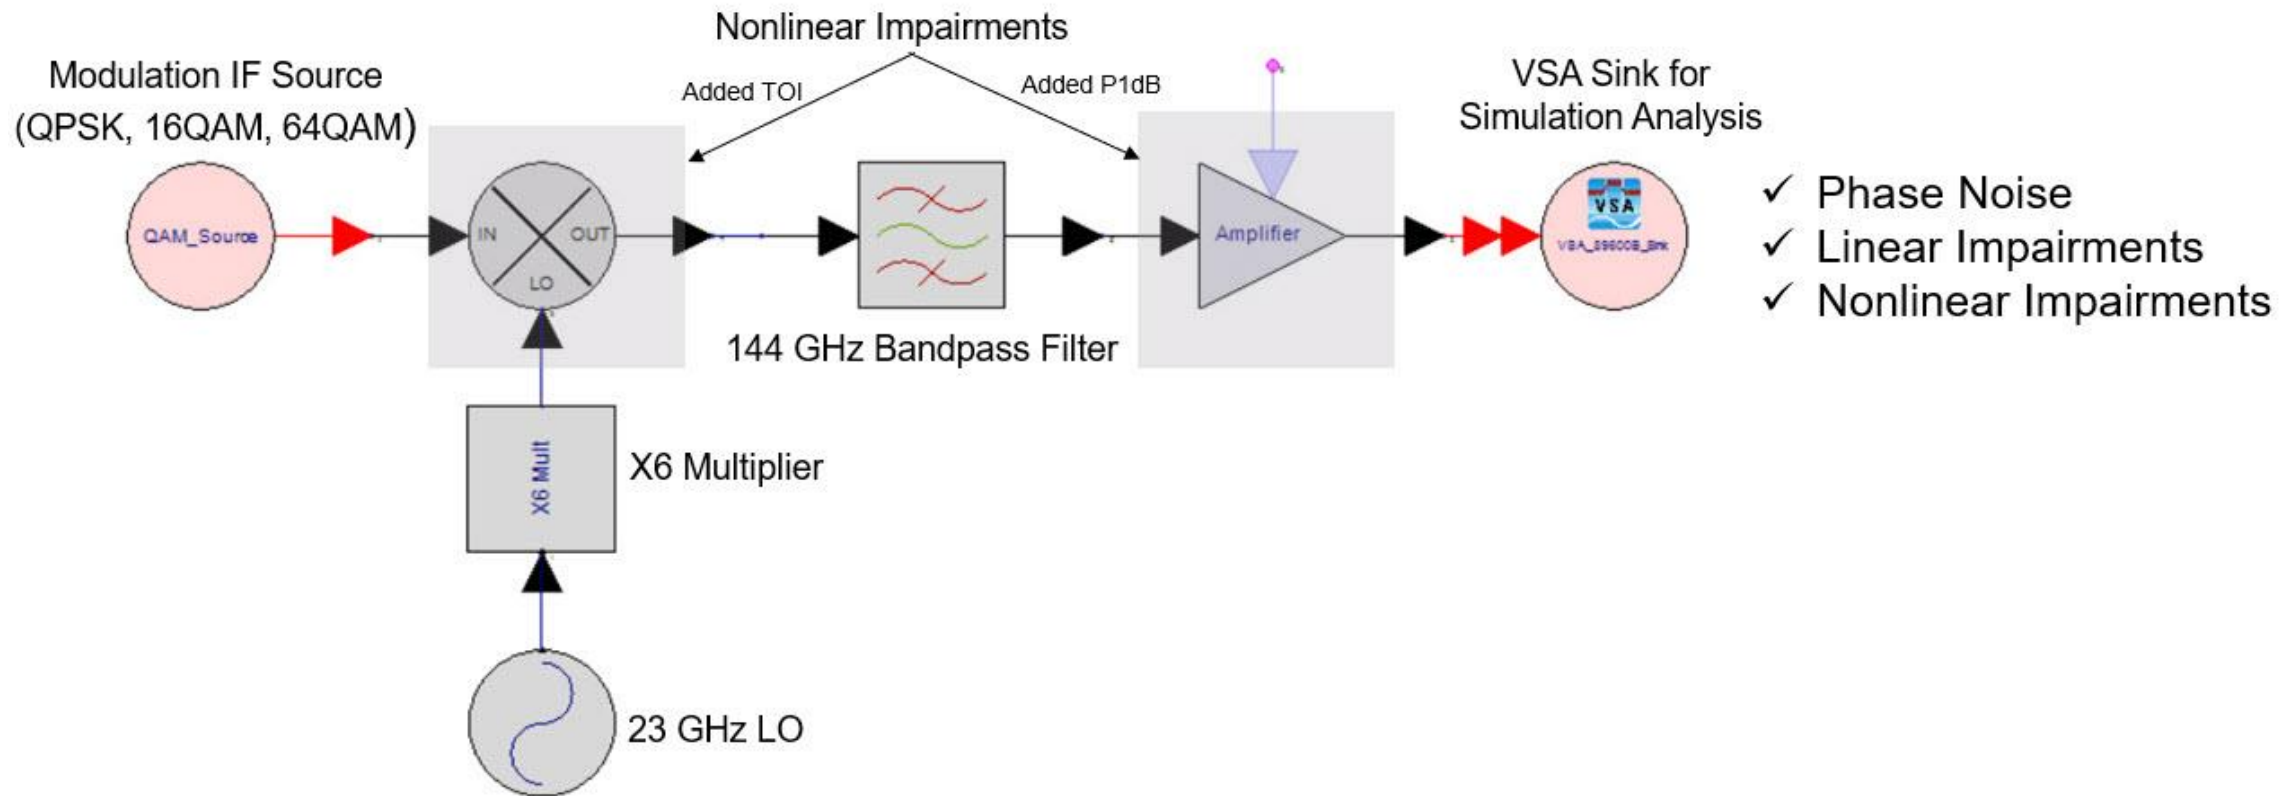 Nonlinear Impairments
Modulation IF Source
(QPSK, 16QAM, 64QAM)
Added TOI
Added P1dB
VSA Sink for
Simulation Analysis
QAM_Source
IN
OUT
LO
Amplifier
VSA
VSA_89600B_Sink
✓ Phase Noise
✓ Linear Impairments
✓ Nonlinear Impairments
144 GHz Bandpass Filter
X6 Mult
X6 Multiplier
23 GHz LO